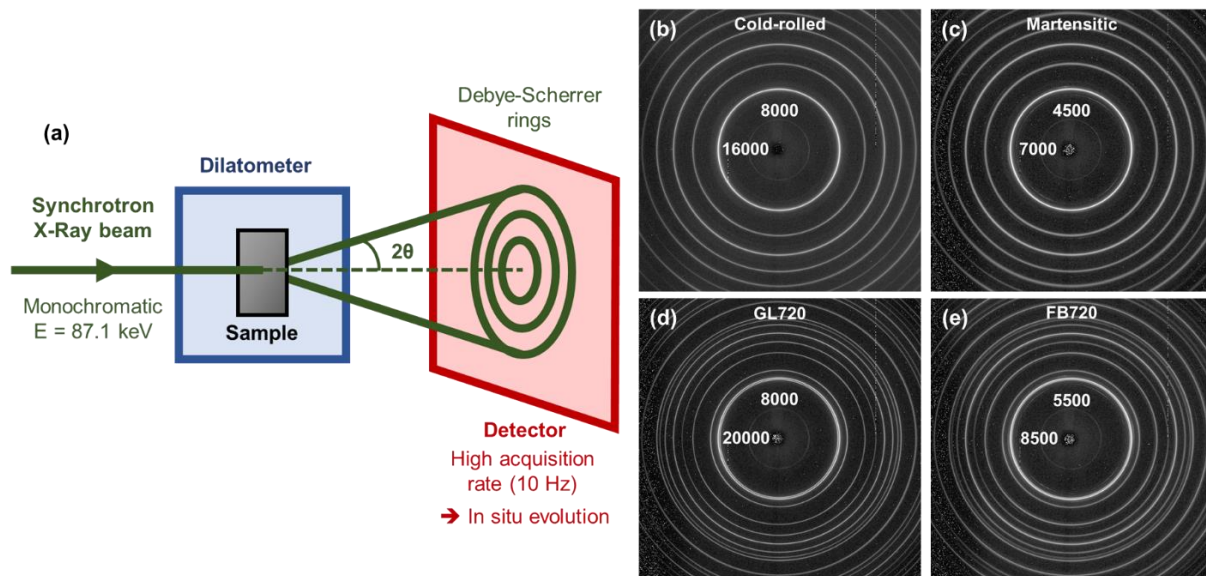 (a)
Dilatometer
Synchrotron
X-Ray beam
Monochromatic
E = 87.1 keV
Sample
2θ
Debye-Scherrer
rings
Detector
High acquisition
rate (10 Hz)
➔ In situ evolution
(b)
Cold-rolled
8000
16000
(c)
Martensitic
4500
7000
(d)
GL720
8000
20000
(e)
FB720
5500
8500